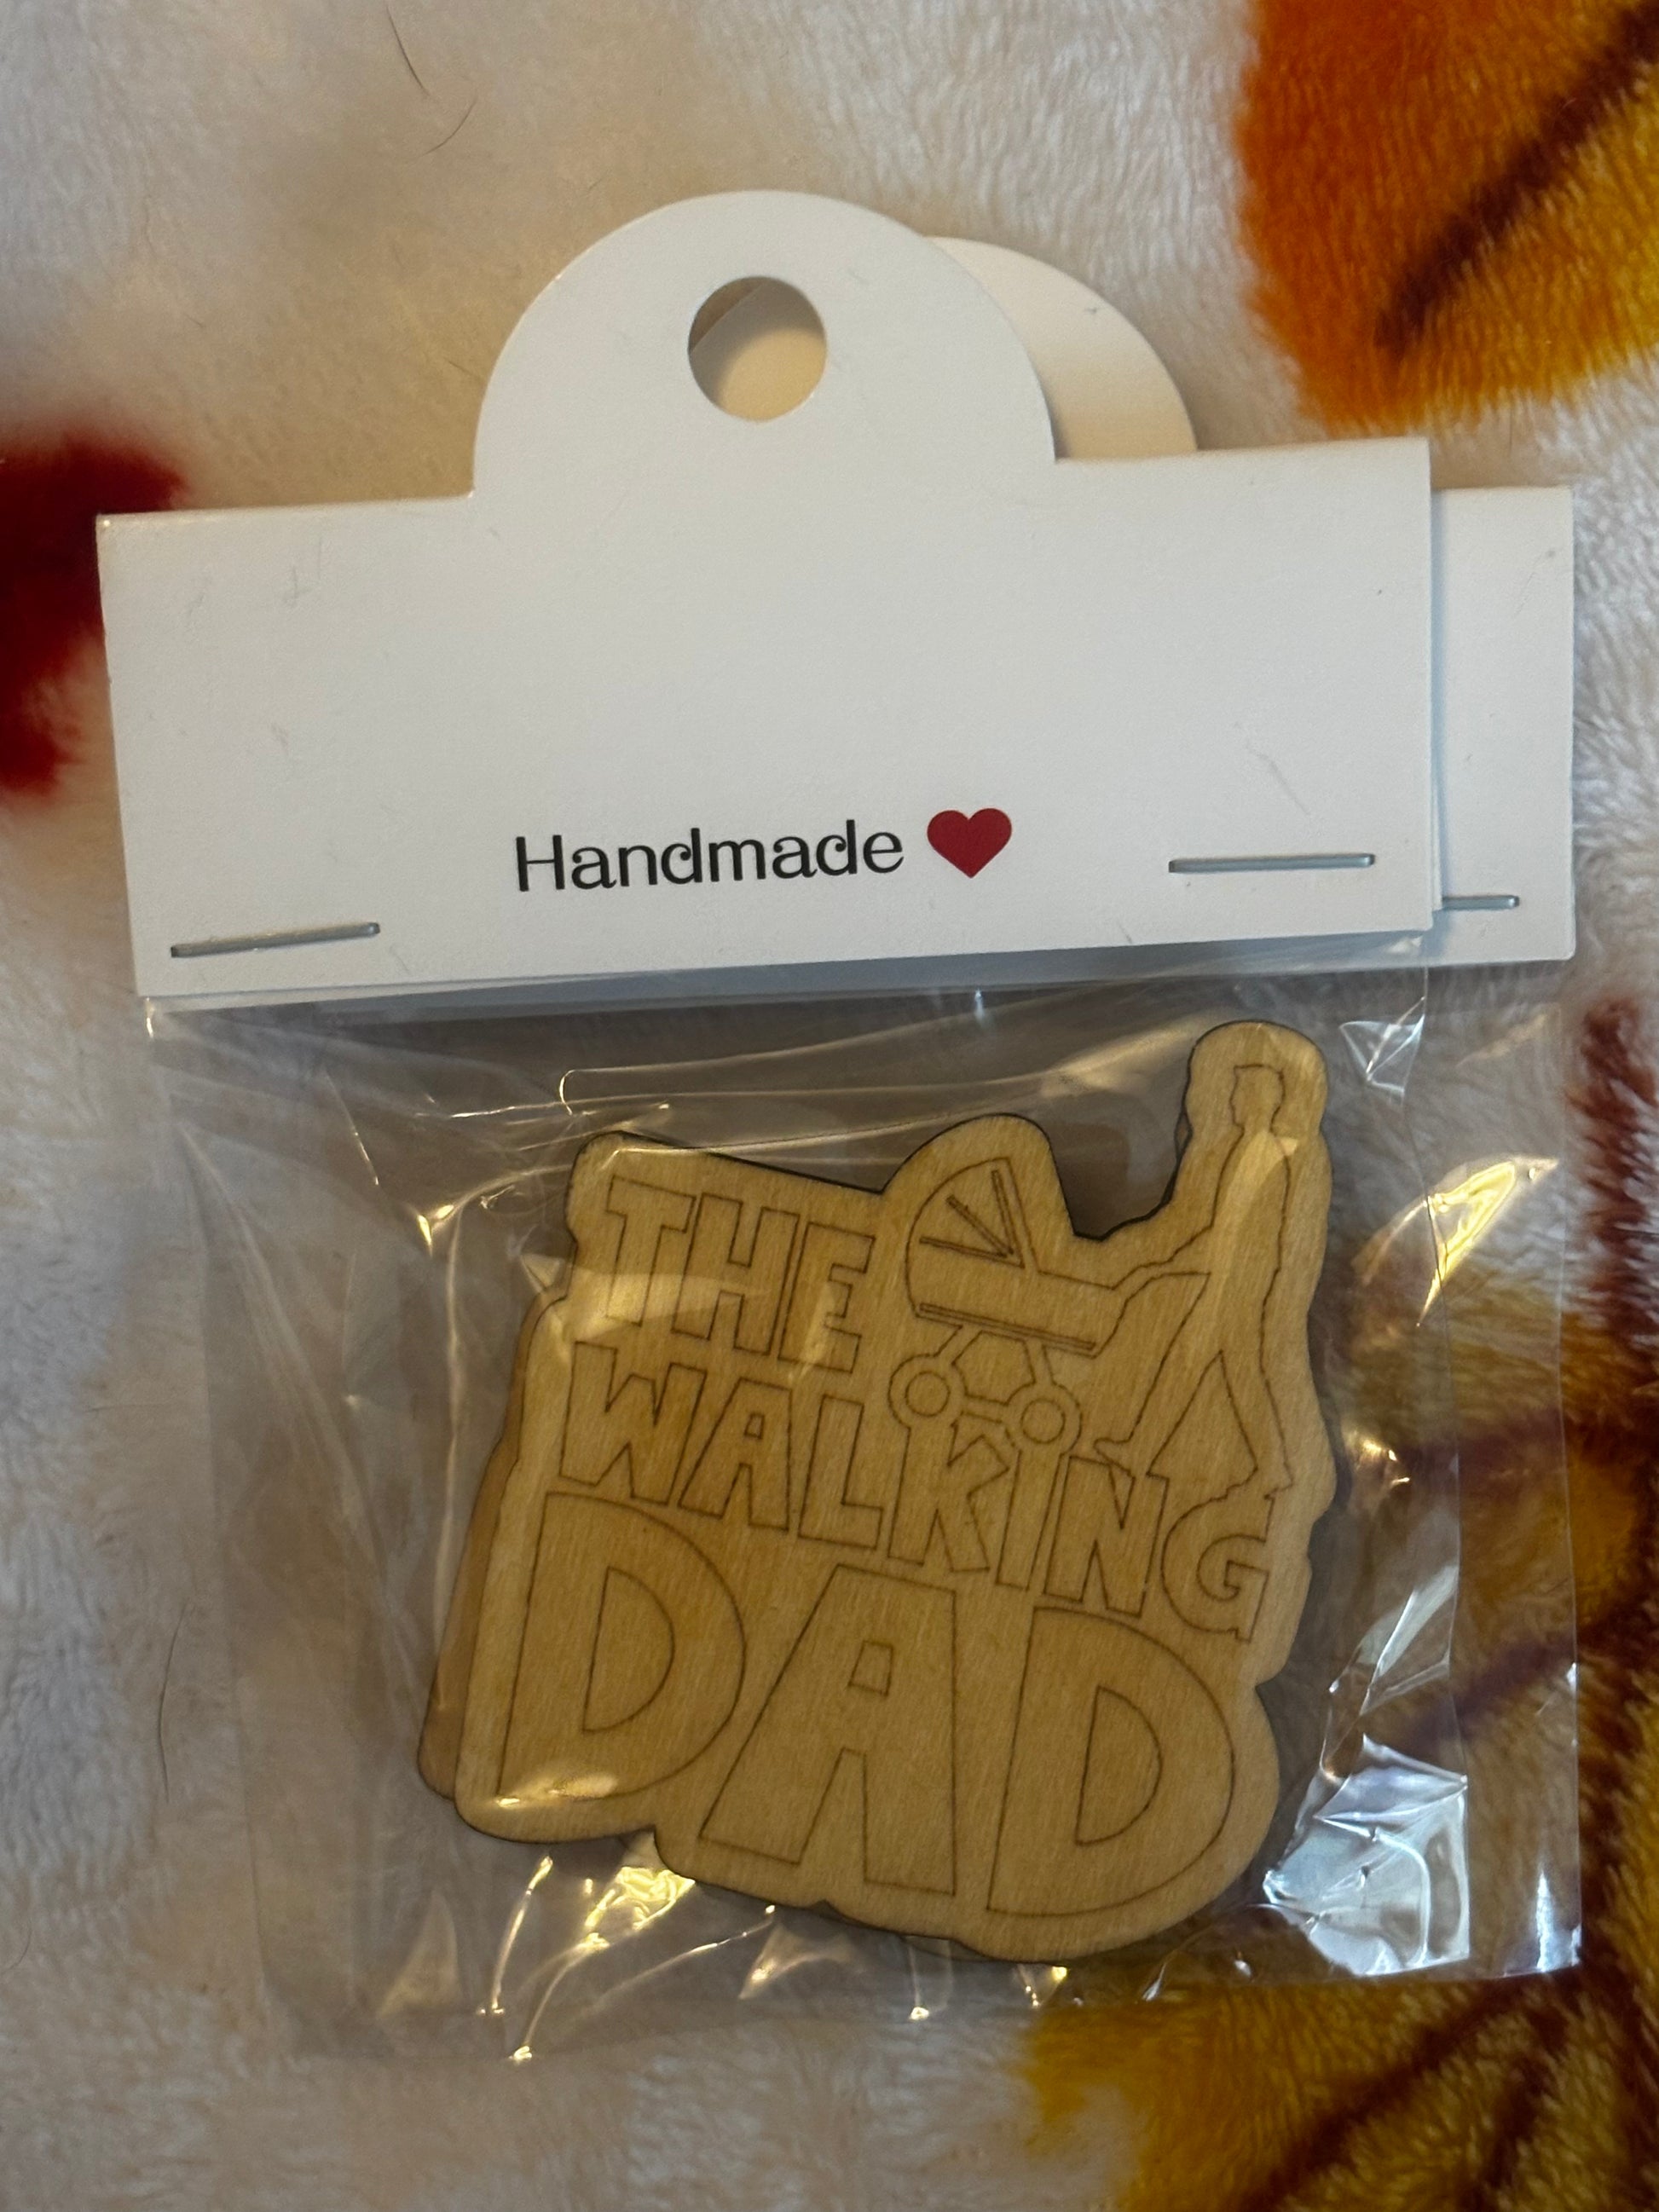 Handmade ❤
THE
WALKING
DAD